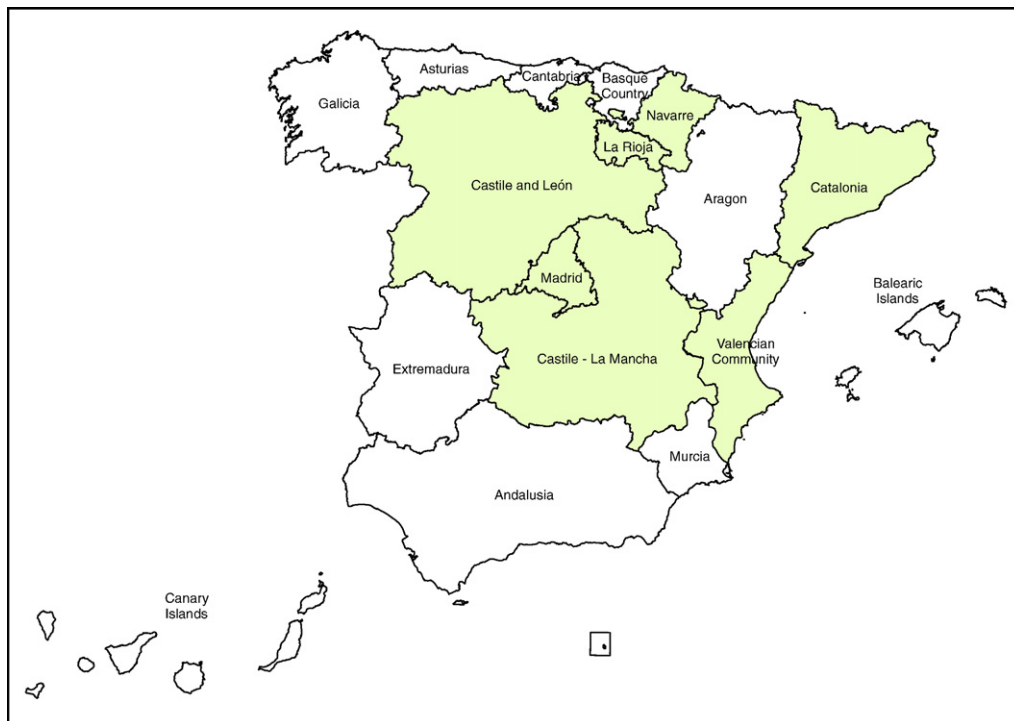 Asturias
Cantabria
Basque
Country
Galicia
Navarre
La Rioja
Castile and León
Aragon
Catalonia
Madrid
Balearic
Islands
Valencian
Community
Castile - La Mancha
Extremadura
Murcia
Andalusia
Canary
Islands